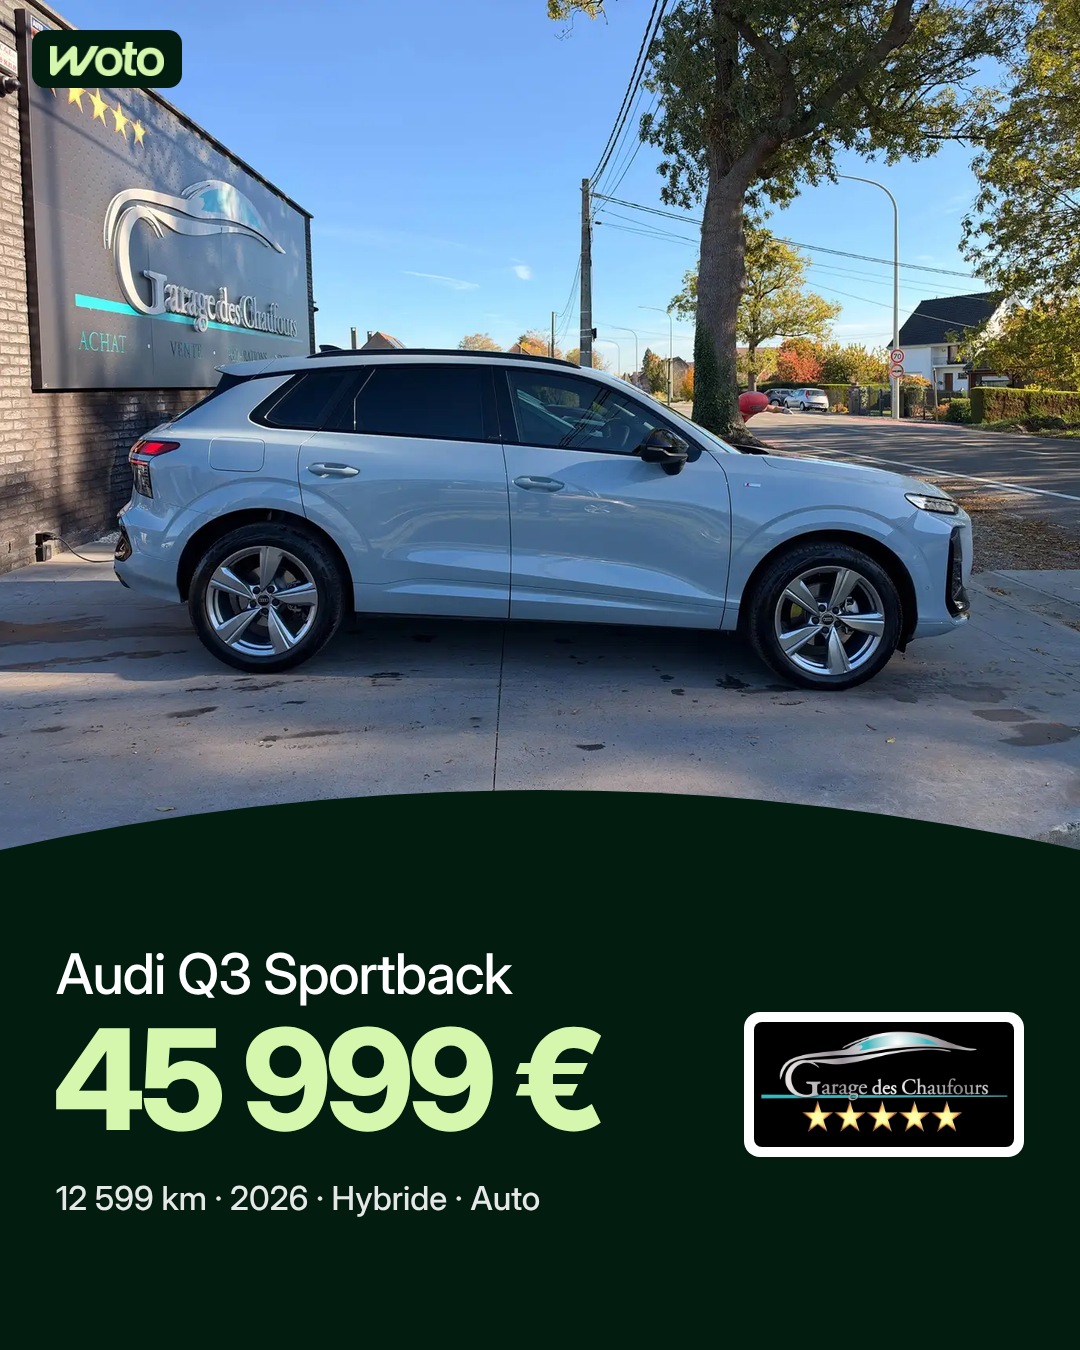 woto
Garage des Chaufours
ACHAT · VENTE ·
70
Audi Q3 Sportback
45 999 €
Garage des Chaufours
12 599 km · 2026 · Hybride · Auto